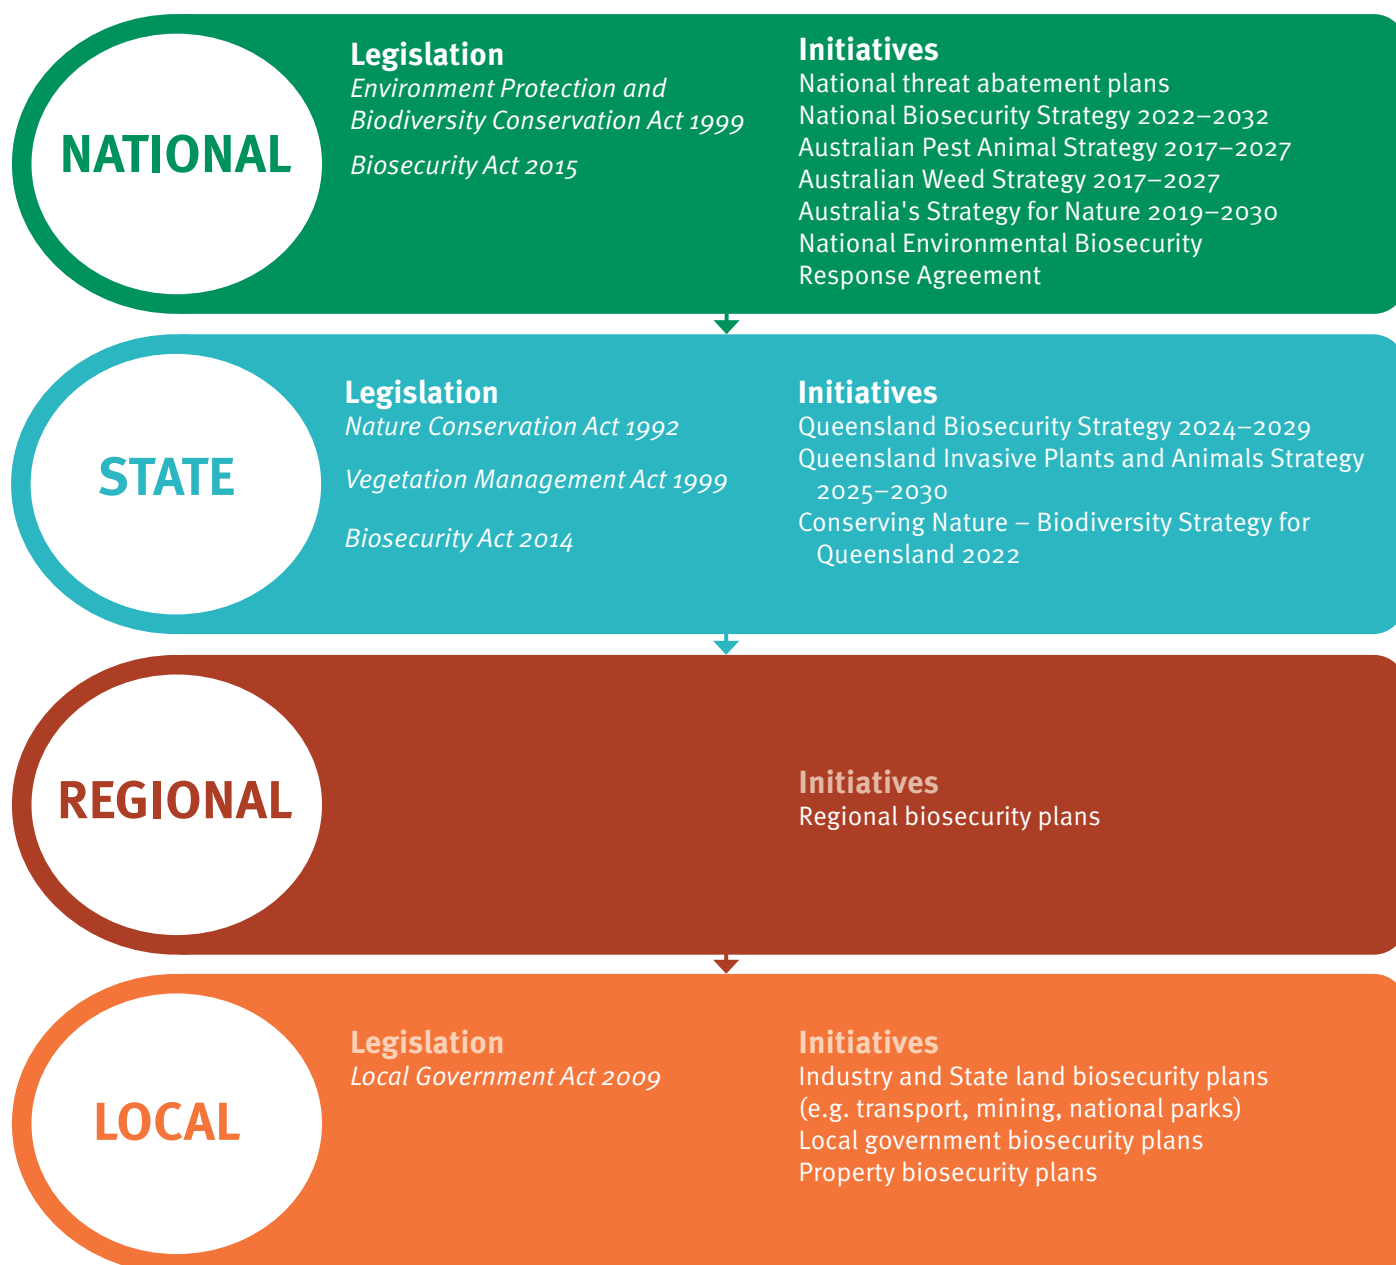 NATIONAL
Legislation
Environment Protection and
Biodiversity Conservation Act 1999
Biosecurity Act 2015
Initiatives
National threat abatement plans
National Biosecurity Strategy 2022–2032
Australian Pest Animal Strategy 2017–2027
Australian Weed Strategy 2017–2027
Australia's Strategy for Nature 2019–2030
National Environmental Biosecurity
Response Agreement
STATE
Legislation
Nature Conservation Act 1992
Vegetation Management Act 1999
Biosecurity Act 2014
Initiatives
Queensland Biosecurity Strategy 2024–2029
Queensland Invasive Plants and Animals Strategy
2025–2030
Conserving Nature – Biodiversity Strategy for
Queensland 2022
REGIONAL
Initiatives
Regional biosecurity plans
LOCAL
Legislation
Local Government Act 2009
Initiatives
Industry and State land biosecurity plans
(e.g. transport, mining, national parks)
Local government biosecurity plans
Property biosecurity plans